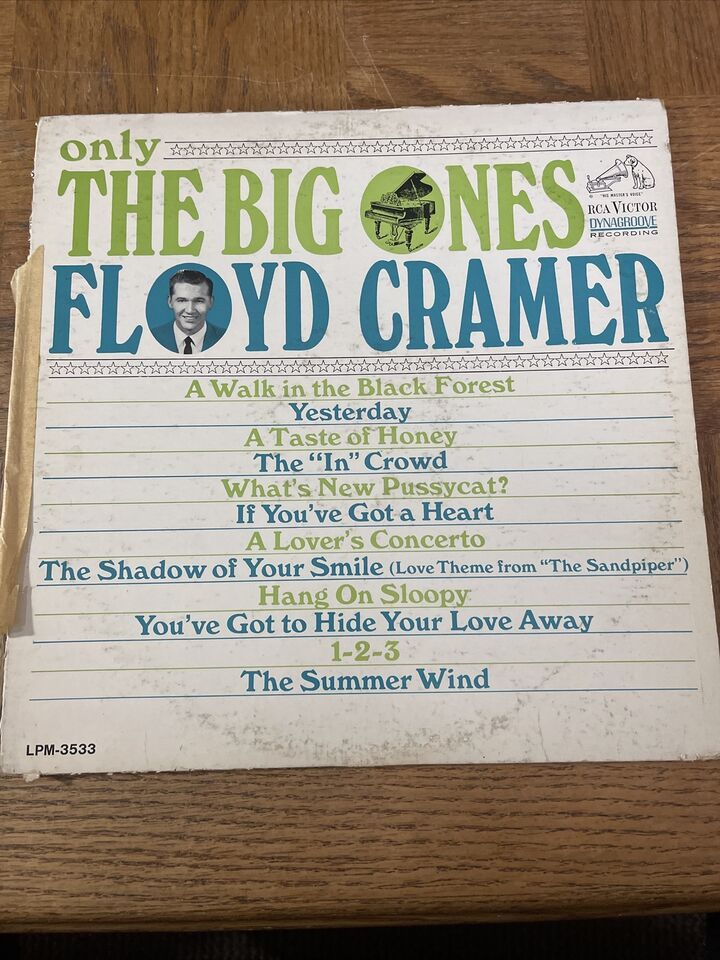 only
THE BIG ONES
"HIS MASTER'S VOICE"
RCA VICTOR
DYNAGROOVE
RECORDING
FLOYD CRAMER
A Walk in the Black Forest
Yesterday
A Taste of Honey
The "In" Crowd
What's New Pussycat?
If You've Got a Heart
A Lover's Concerto
The Shadow of Your Smile (Love Theme from "The Sandpiper")
Hang On Sloopy
You've Got to Hide Your Love Away
1-2-3
The Summer Wind
LPM-3533